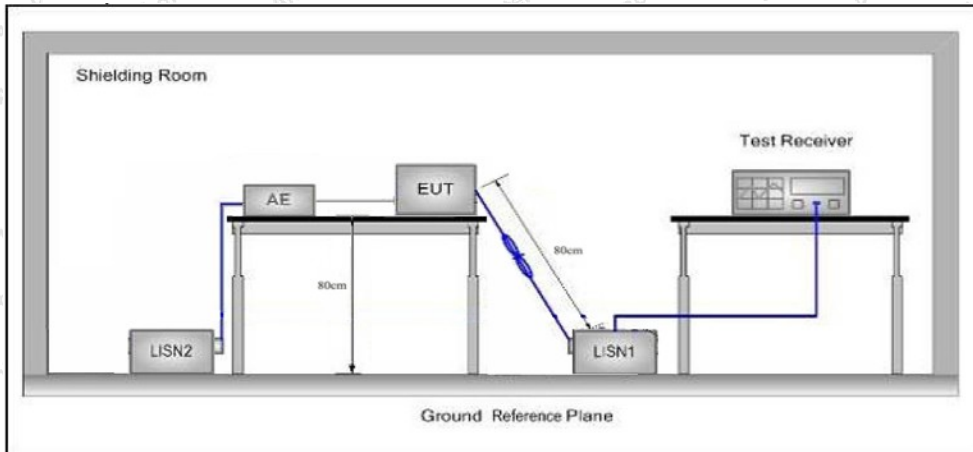 Shielding Room
Test Receiver
EUT
AE
80cm
80cm
LISN2
LISN1
Ground Reference Plane